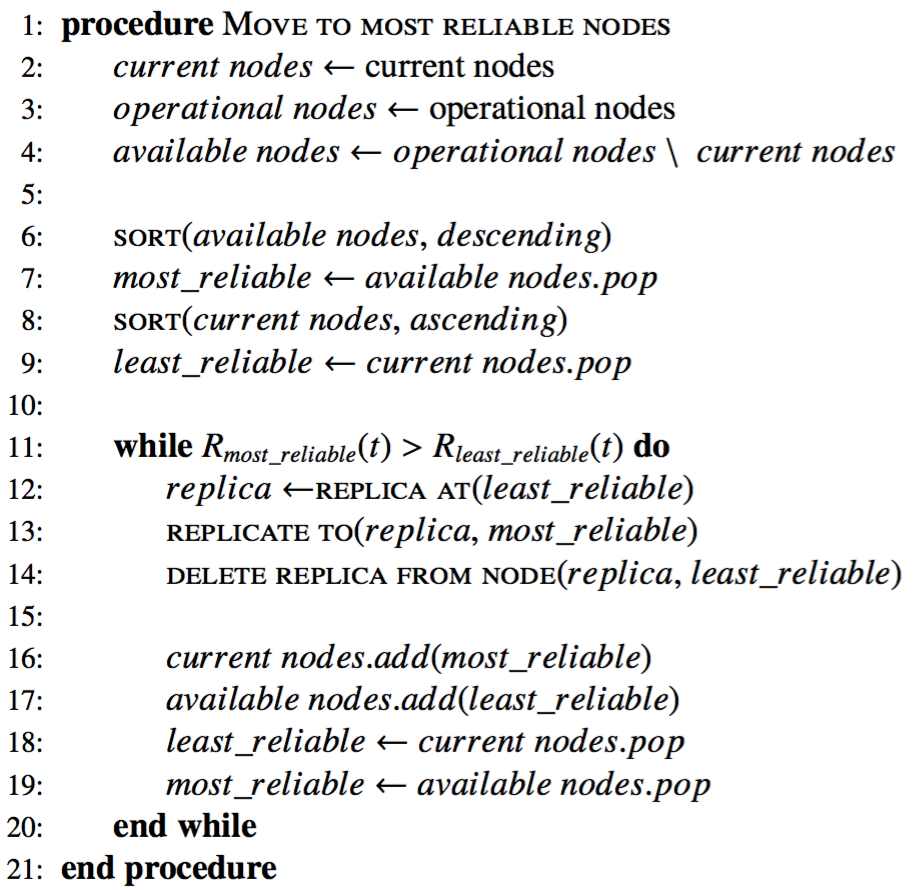 1: procedure MOVE TO MOST RELIABLE NODES
2: current nodes ← current nodes
3: operational nodes ← operational nodes
4: available nodes ← operational nodes \ current nodes
5:
6: SORT(available nodes, descending)
7: most_reliable ← available nodes.pop
8: SORT(current nodes, ascending)
9: least_reliable ← current nodes.pop
10:
11: while R_most_reliable(t) > R_least_reliable(t) do
12: replica ←REPLICA AT(least_reliable)
13: REPLICATE TO(replica, most_reliable)
14: DELETE REPLICA FROM NODE(replica, least_reliable)
15:
16: current nodes.add(most_reliable)
17: available nodes.add(least_reliable)
18: least_reliable ← current nodes.pop
19: most_reliable ← available nodes.pop
20: end while
21: end procedure